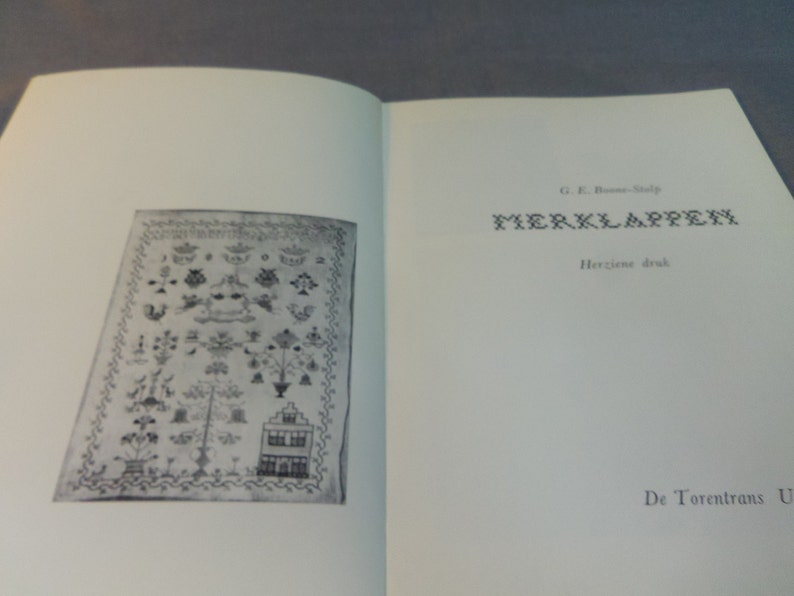 G. E. Boone-Stolp
MERKLAPPEN
Herziene druk
De Torentrans U